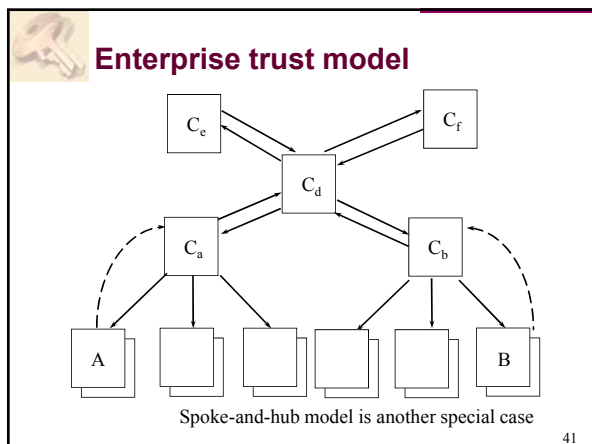 Enterprise trust model
Ce
Cf
Cd
Ca
Cb
A
B
Spoke-and-hub model is another special case
41